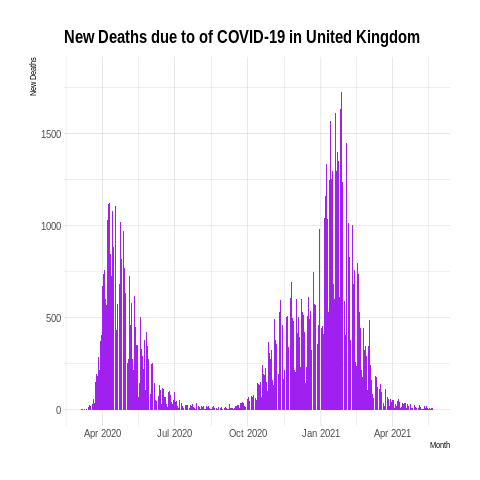 New Deaths due to of COVID-19 in United Kingdom
New Deaths
1500
1000
500
0
Apr 2020 Jul 2020 Oct 2020 Jan 2021 Apr 2021
Month